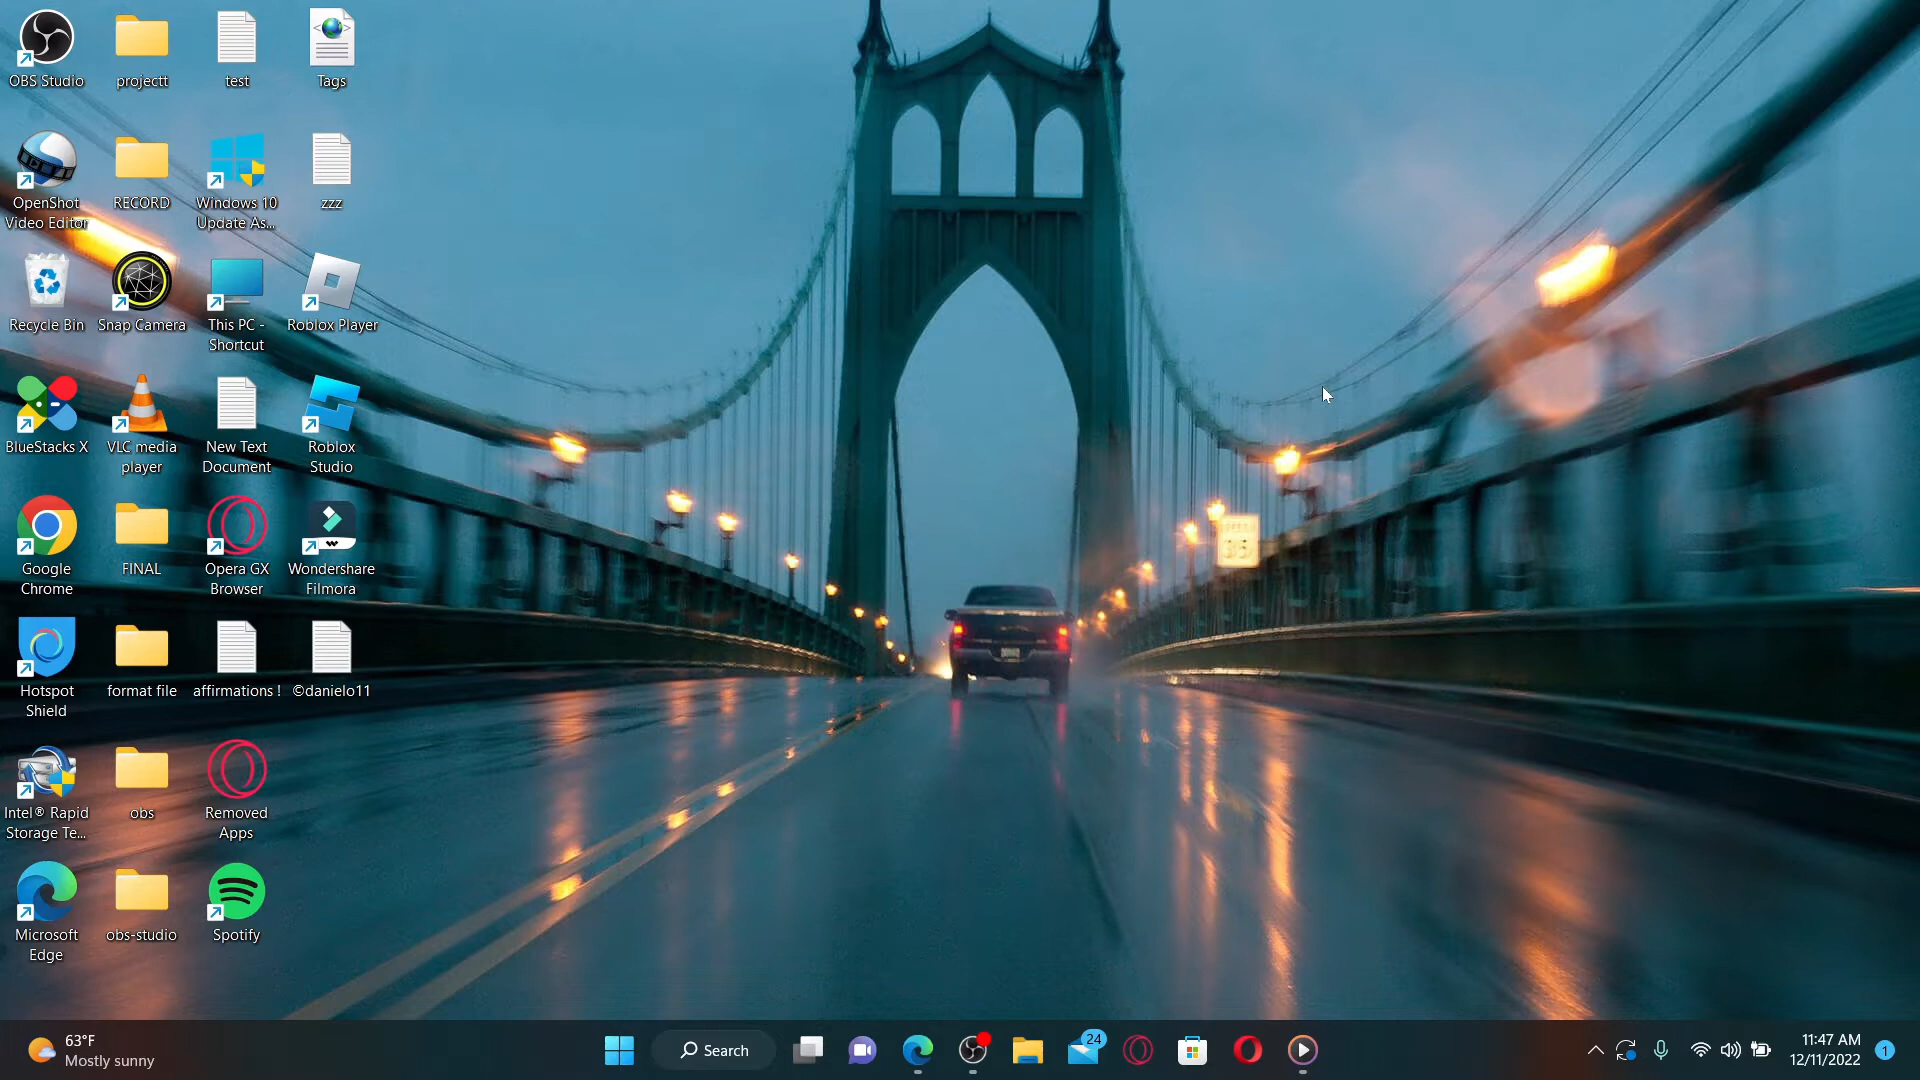 OBS Studio
projectt
test
Tags
OpenShot
Video Editor
RECORD
Windows 10
Update As...
zzz
Recycle Bin
Snap Camera
This PC -
Shortcut
Roblox Player
BlueStacks X
VLC media
player
New Text
Document
Roblox
Studio
Google
Chrome
FINAL
Opera GX
Browser
Wondershare
Filmora
Hotspot
Shield
format file
affirmations !
©danielo11
Intel® Rapid
Storage Te...
obs
Removed
Apps
Microsoft
Edge
obs-studio
Spotify
63°F
Mostly sunny
Search
24
11:47 AM
12/11/2022
1